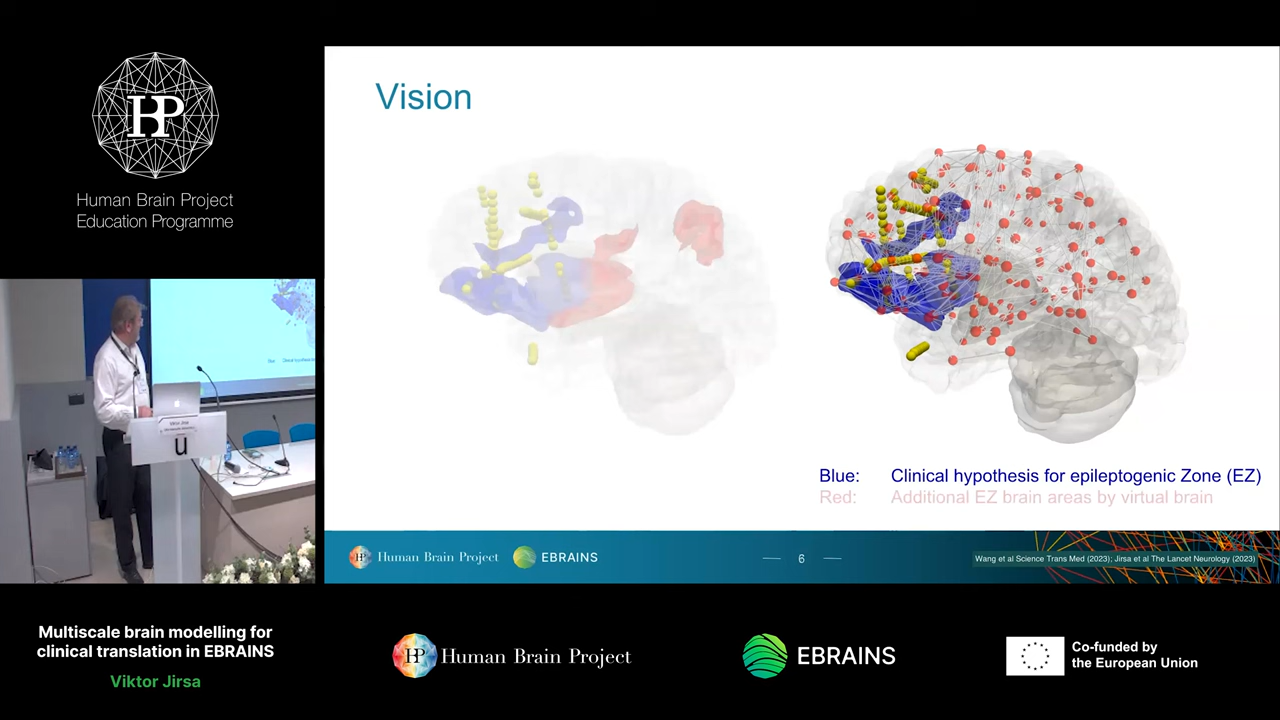 HP
Human Brain Project
Education Programme
Vision
Blue: Clinical hypothesis for epileptogenic Zone (EZ)
Red: Additional EZ brain areas by virtual brain
HP Human Brain Project
EBRAINS
6
Wang et al Science Trans Med (2023); Jirsa et al The Lancet Neurology (2023)
u
Multiscale brain modelling for
clinical translation in EBRAINS
Viktor Jirsa
HP Human Brain Project
EBRAINS
Co-funded by
the European Union